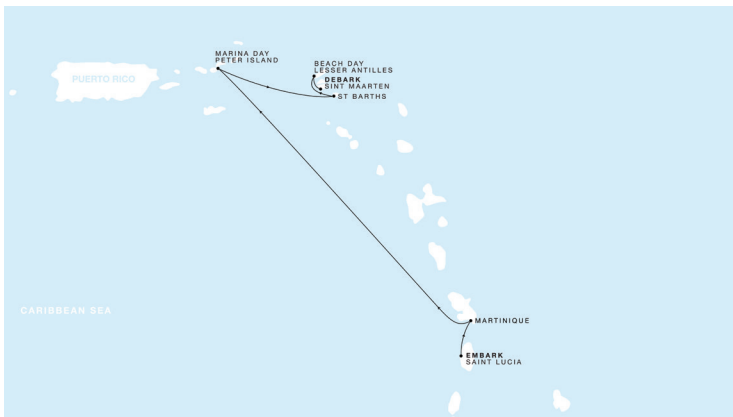 MARINA DAY
PETER ISLAND
BEACH DAY
LESSER ANTILLES
DEBARK
SINT MAARTEN
ST BARTHS
PUERTO RICO
CARIBBEAN SEA
MARTINIQUE
EMBARK
SAINT LUCIA